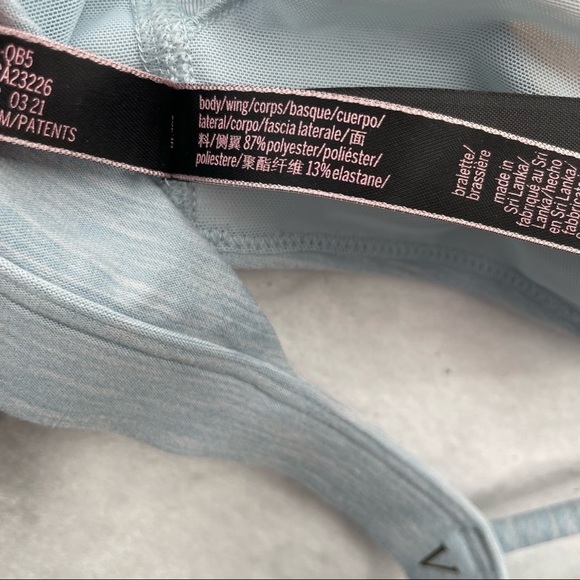 -QB5
A23226
03 21
M/PATENTS
body/wing/corps/basque/cuerpo/
lateral/corpo/fascia laterale/面
料/侧翼 87% polyester/poliéster/
poliestere/聚酯纤维 13% elastane/
bralette/
brassière
made in
Sri Lanka/
fabriqué au Sri
Lanka/hecho
en Sri Lanka/
V